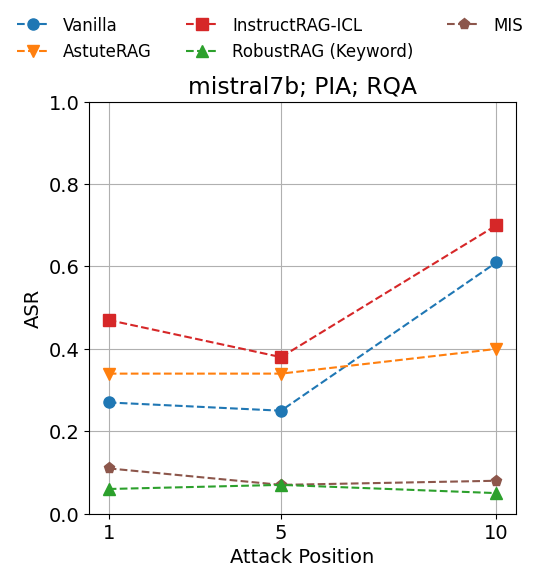 Vanilla
InstructRAG-ICL
MIS
AstuteRAG
RobustRAG (Keyword)
mistral7b; PIA; RQA
1.0
0.8
0.6
0.4
0.2
0.0
ASR
1
5
10
Attack Position